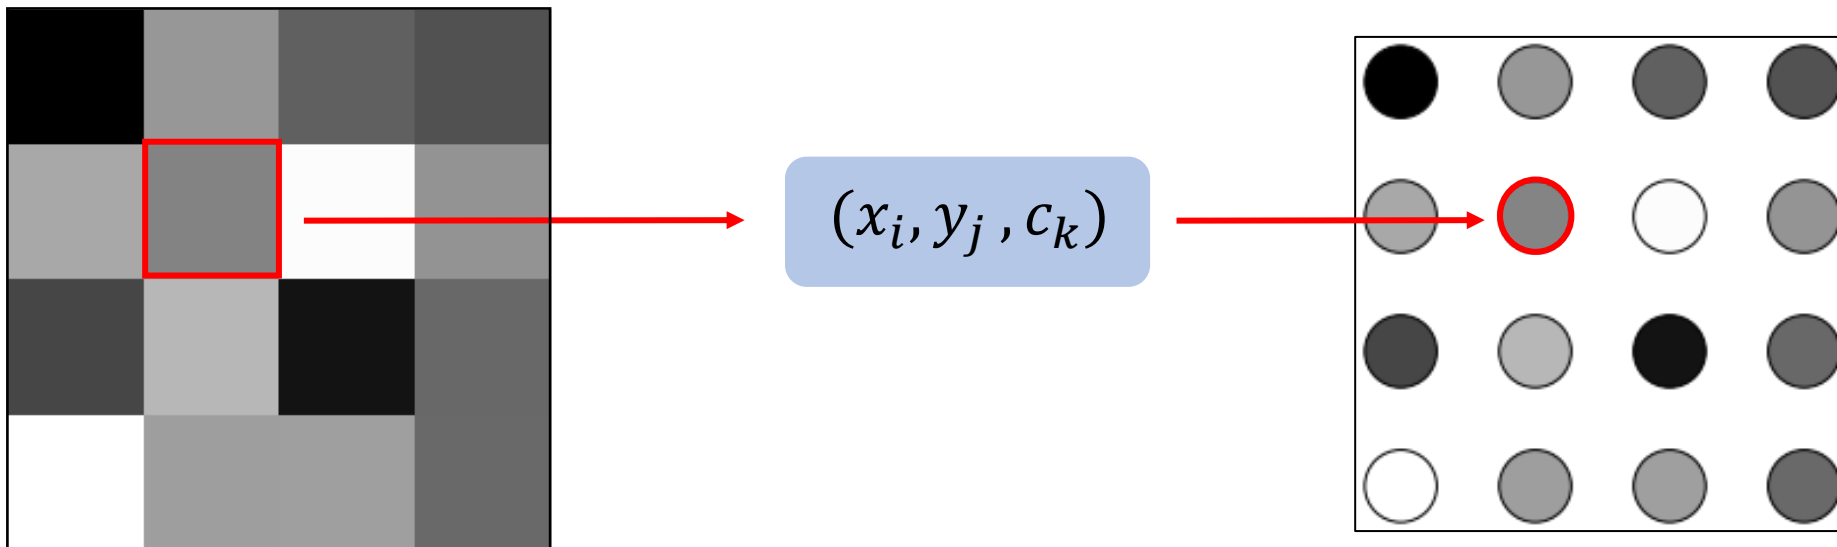 (x_i, y_j , c_k)